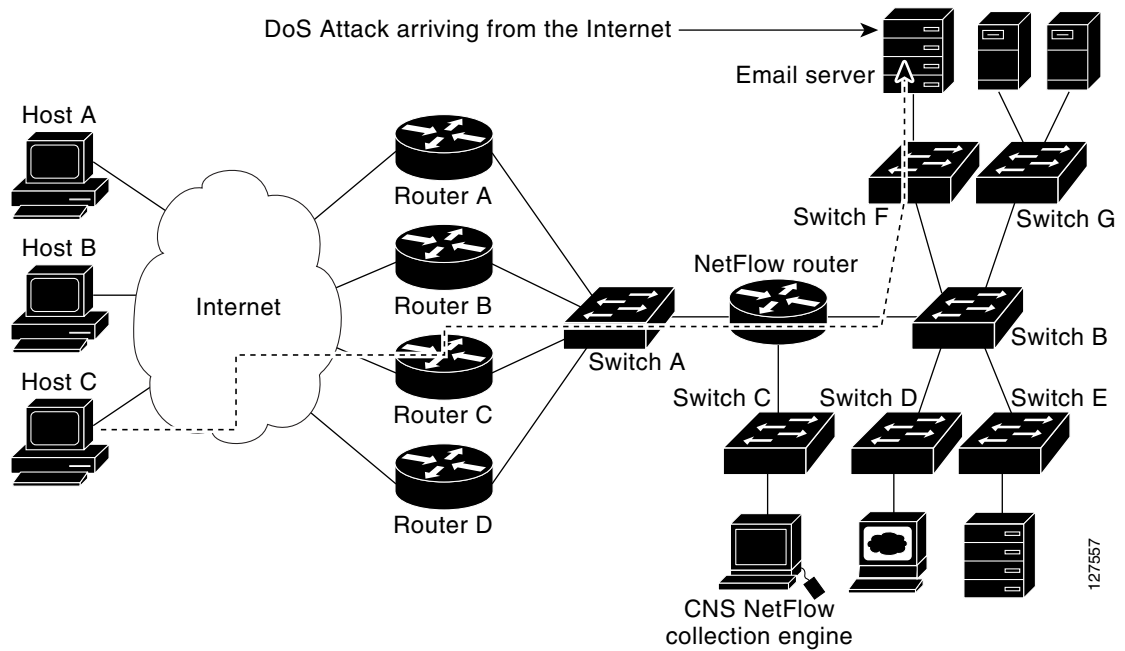 DoS Attack arriving from the Internet
Email server
Host A
Router A
Switch F
Switch G
Host B
NetFlow router
Internet
Router B
Switch B
Switch A
Host C
Switch C
Switch D
Switch E
Router C
Router D
127557
CNS NetFlow
collection engine